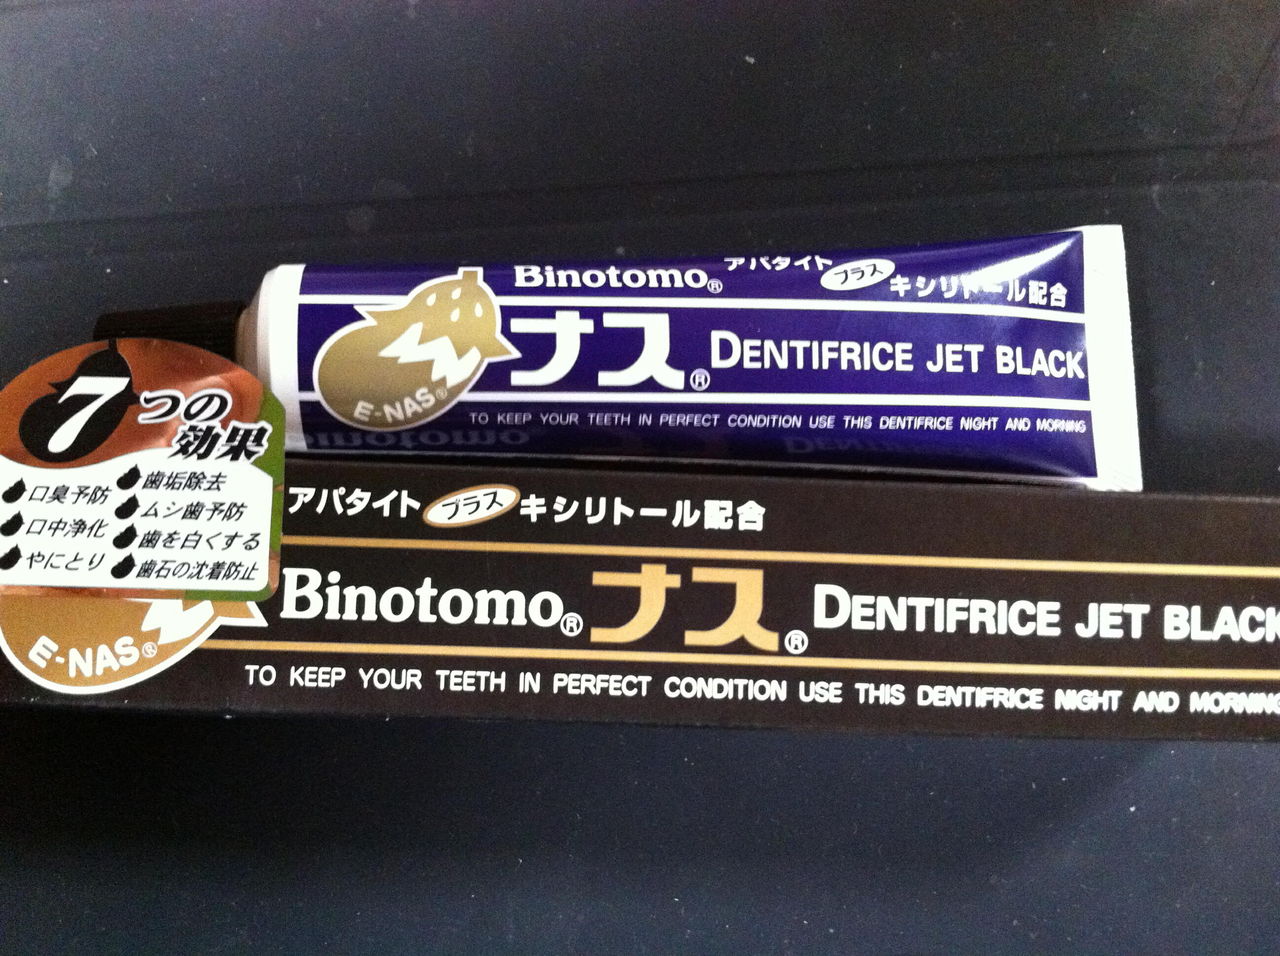 Binotomo® アパタイト プラス キシリトール配合
ナス® DENTIFRICE JET BLACK
E-NAS®
TO KEEP YOUR TEETH IN PERFECT CONDITION USE THIS DENTIFRICE NIGHT AND MORNING
Binotomo
7つの
効果
口臭予防
口中浄化
やにとり
歯垢除去
ムシ歯予防
歯を白くする
歯石の沈着防止
アパタイト プラス キシリトール配合
Binotomo® ナス® DENTIFRICE JET BLACK
E-NAS®
TO KEEP YOUR TEETH IN PERFECT CONDITION USE THIS DENTIFRICE NIGHT AND MORNING